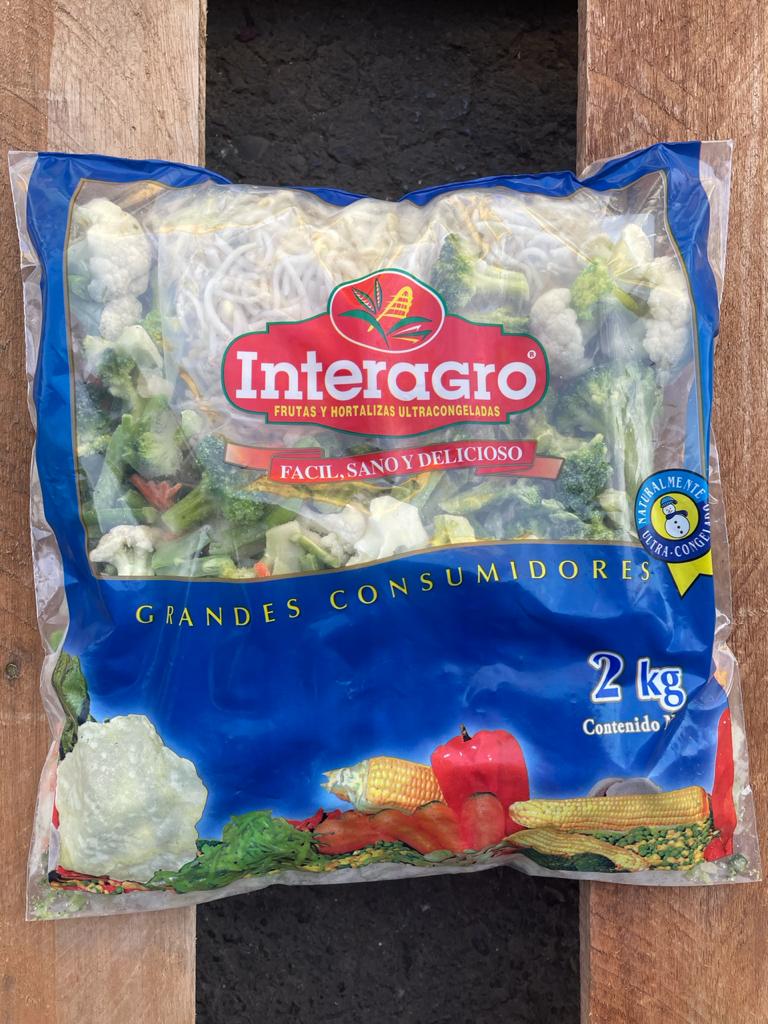 Interagro®
FRUTAS Y HORTALIZAS ULTRACONGELADAS
FACIL, SANO Y DELICIOSO
NATURALMENTE
ULTRA-CONGELADO
GRANDES CONSUMIDORES
2 kg
Contenido